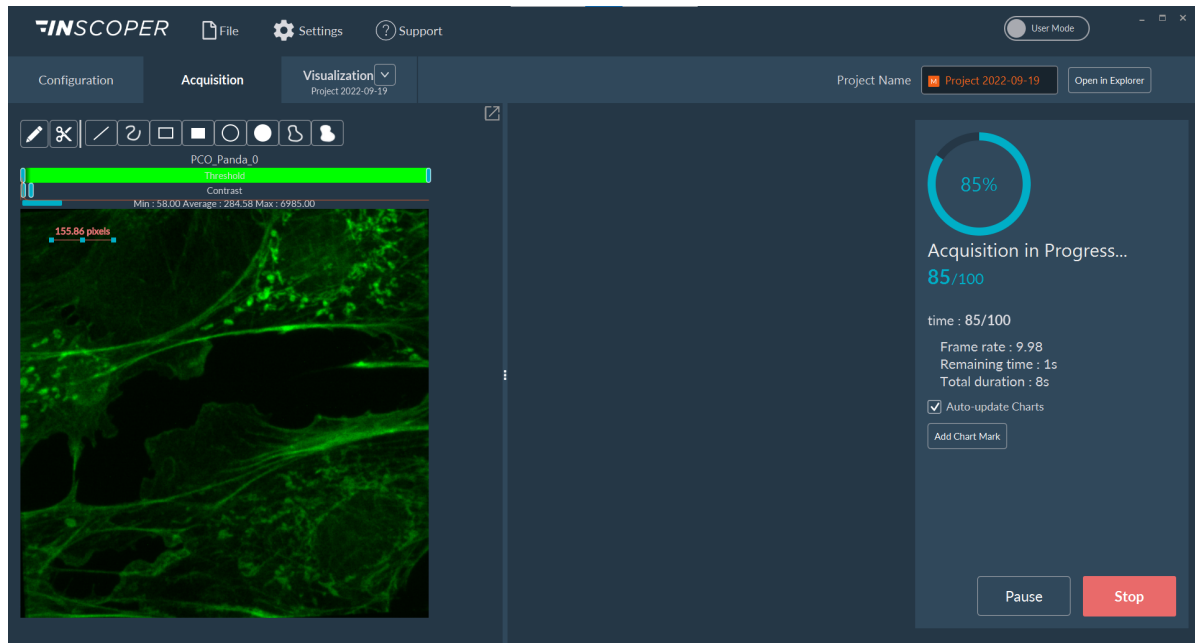 INSCOPER
File
Settings
? Support
User Mode
Configuration
Acquisition
Visualization
Project 2022-09-19
Project Name
M Project 2022-09-19
Open in Explorer
PCO_Panda_0
Threshold
Contrast
Min : 58.00 Average : 284.58 Max : 6985.00
155.86 pixels
85%
Acquisition in Progress...
85/100
time : 85/100
Frame rate : 9.98
Remaining time : 1s
Total duration : 8s
Auto-update Charts
Add Chart Mark
Pause
Stop